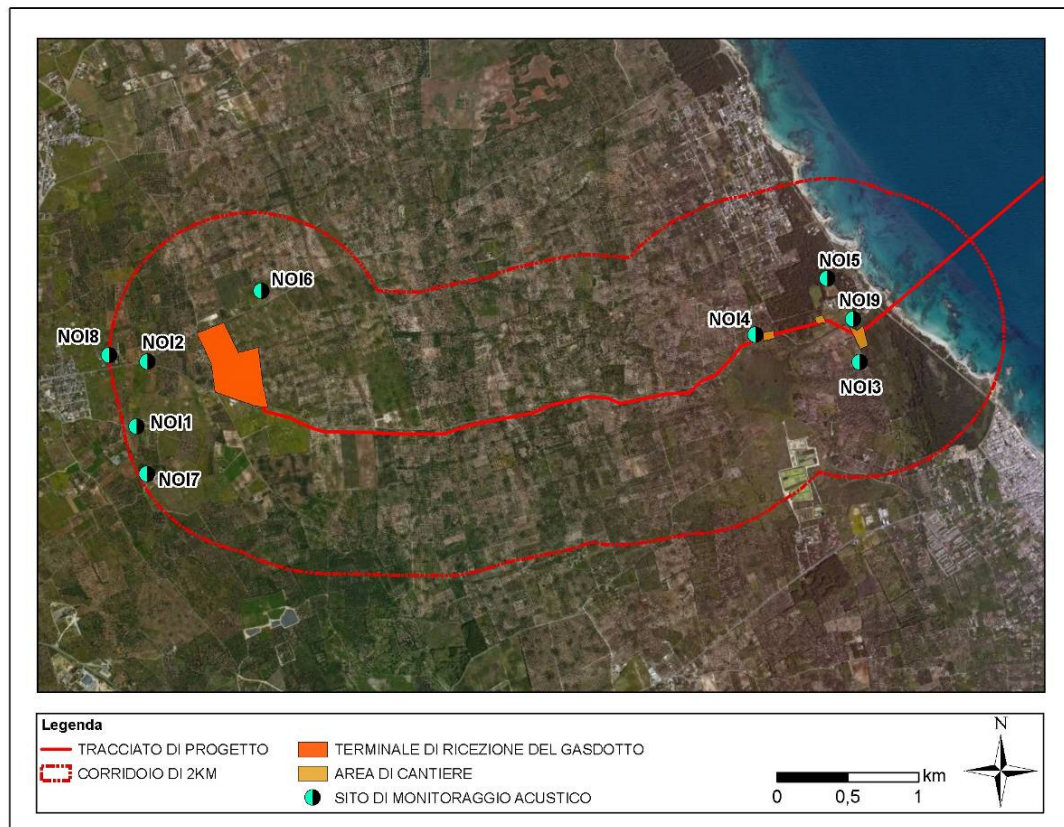 NOI5
NOI6
NOI9
NOI4
NOI8
NOI2
NOI3
NOI1
NOI7
Legenda
TRACCIATO DI PROGETTO
TERMINALE DI RICEZIONE DEL GASDOTTO
CORRIDOIO DI 2KM
AREA DI CANTIERE
SITO DI MONITORAGGIO ACUSTICO
N
km
0 0,5 1